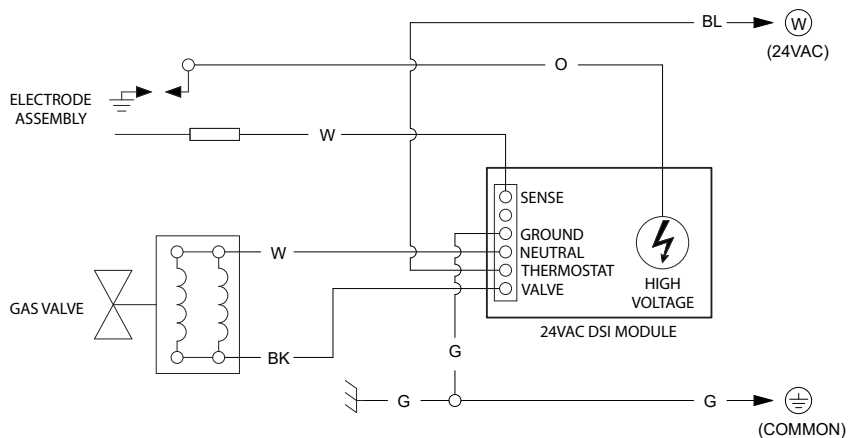 BL
W
(24VAC)
O
ELECTRODE
ASSEMBLY
W
SENSE
GROUND
W
NEUTRAL
THERMOSTAT
GAS VALVE
VALVE
HIGH
VOLTAGE
24VAC DSI MODULE
BK
G
G
G
(COMMON)